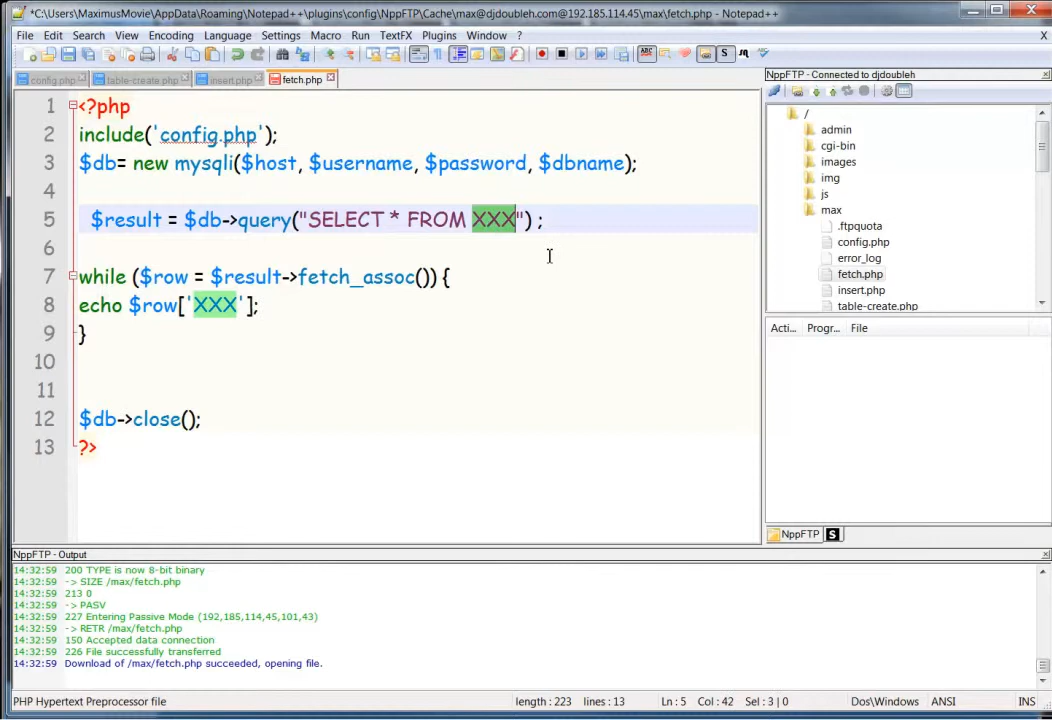 *C:\Users\MaximusMovie\AppData\Roaming\Notepad++\plugins\config\NppFTP\Cache\max@djdoubleh.com@192.185.114.45\max\fetch.php - Notepad++
File Edit Search View Encoding Language Settings Macro Run TextFX Plugins Window ? X
config.php table-create.php insert.php fetch.php
NppFTP - Connected to djdoubleh
1 <?php
2 include('config.php');
3 $db= new mysqli($host, $username, $password, $dbname);
4
5 $result = $db->query("SELECT * FROM XXX") ;
6
7 while ($row = $result->fetch_assoc()) {
8 echo $row['XXX'];
9 }
10
11
12 $db->close();
13 ?>
/
admin
cgi-bin
images
img
js
max
.ftpquota
config.php
error_log
fetch.php
insert.php
table-create.php
Acti... Progr... File
NppFTP S
NppFTP - Output
14:32:59 200 TYPE is now 8-bit binary
14:32:59 -> SIZE /max/fetch.php
14:32:59 213 0
14:32:59 -> PASV
14:32:59 227 Entering Passive Mode (192,185,114,45,101,43)
14:32:59 -> RETR /max/fetch.php
14:32:59 150 Accepted data connection
14:32:59 226 File successfully transferred
14:32:59 Download of /max/fetch.php succeeded, opening file.
PHP Hypertext Preprocessor file length : 223 lines : 13 Ln : 5 Col : 42 Sel : 3 | 0 Dos\Windows ANSI INS